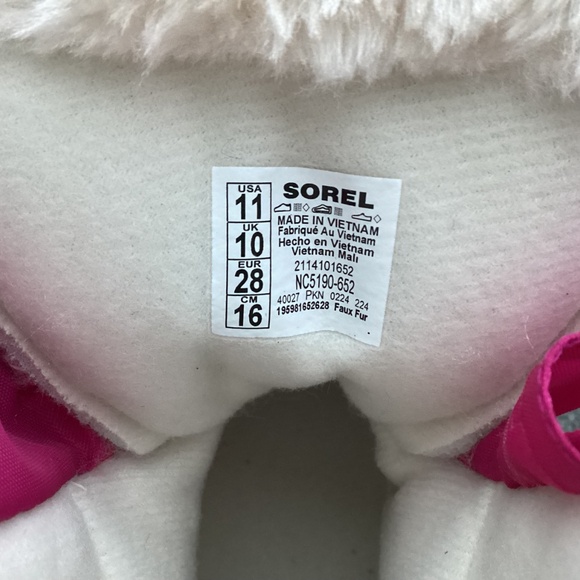 USA
11
UK
10
EUR
28
CM
16
SOREL
MADE IN VIETNAM
Fabriqué Au Vietnam
Hecho en Vietnam
Vietnam Malı
2114101652
NC5190-652
40027 PKN 0224 224
195981652628 Faux Fur